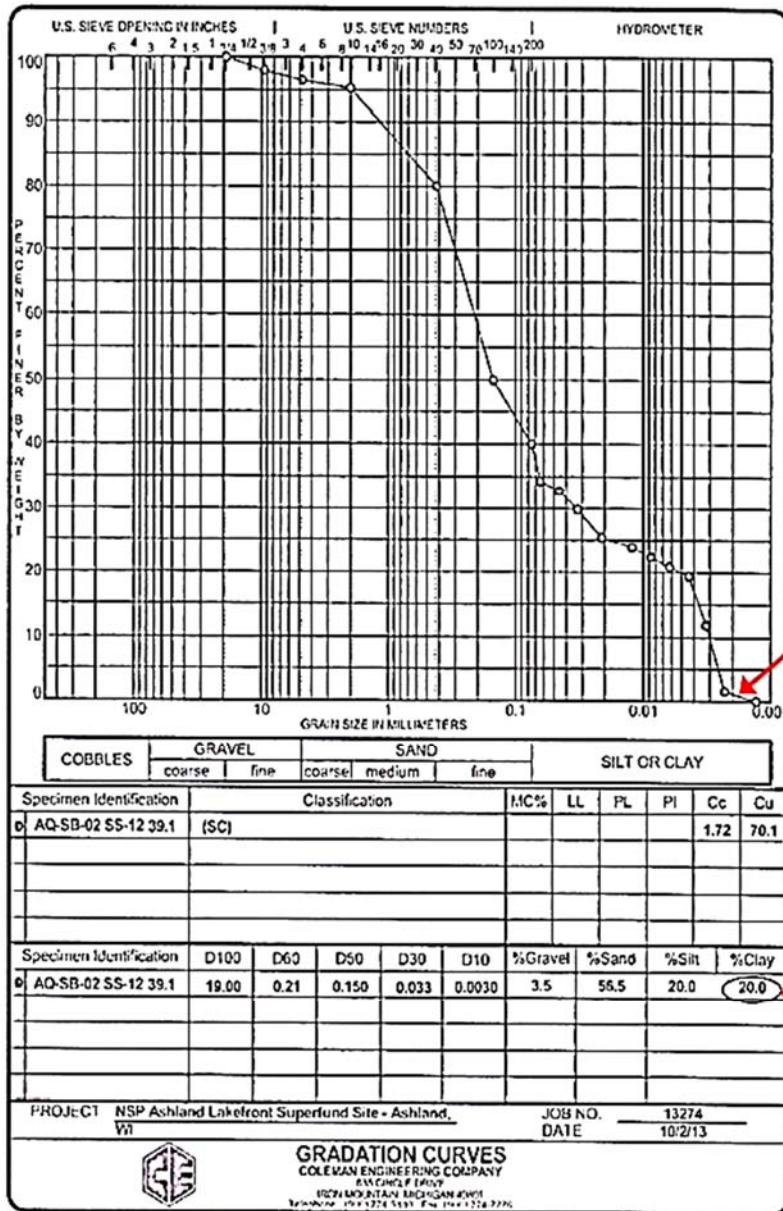 U.S. SIEVE OPENING IN INCHES | U.S. SIEVE NUMBERS | HYDROMETER
6 4 3 2 1.5 1 3/4 1/2 3/8 3 4 6 8 10 14 16 20 30 40 50 70 100 140 200
100
90
80
70
60
50
40
30
20
10
0
PERCENT FINER BY WEIGHT
100 10 1 0.1 0.01 0.00
GRAIN SIZE IN MILLIMETERS
COBBLES GRAVEL SAND SILT OR CLAY
coarse fine coarse medium fine
Specimen Identification Classification MC% LL PL PI Cc Cu
AQ-SB-02 SS-12 39.1 (SC) 1.72 70.1
Specimen Identification D100 D60 D50 D30 D10 %Gravel %Sand %Silt %Clay
AQ-SB-02 SS-12 39.1 19.00 0.21 0.150 0.033 0.0030 3.5 56.5 20.0 20.0
PROJECT NSP Ashland Lakefront Superfund Site - Ashland, JOB NO. 13274
WI DATE 10/2/13
GRADATION CURVES
COLEMAN ENGINEERING COMPANY
CIRCLE DRIVE
IRON MOUNTAIN, MICHIGAN